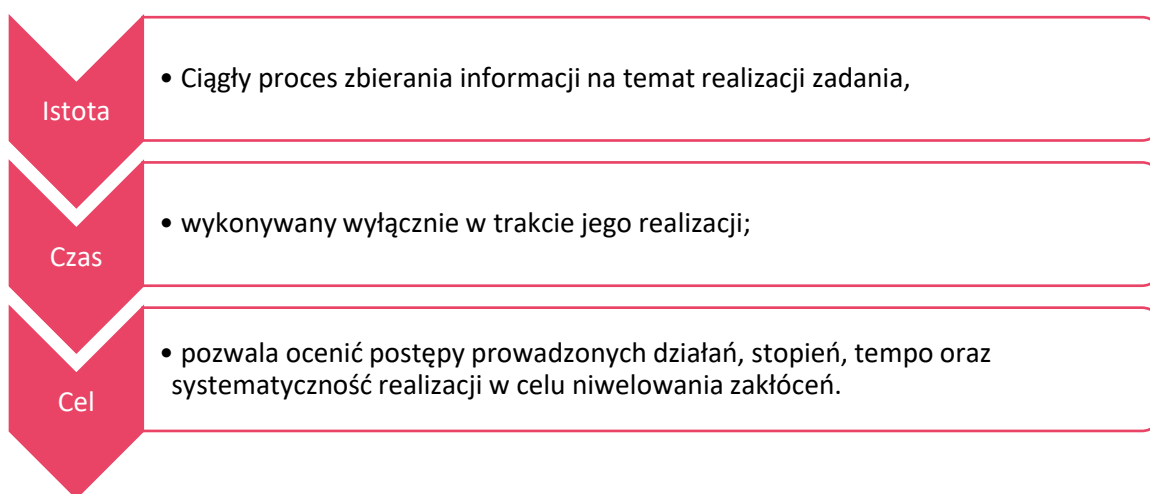 Istota
• Ciągły proces zbierania informacji na temat realizacji zadania,
Czas
• wykonywany wyłącznie w trakcie jego realizacji;
Cel
• pozwala ocenić postępy prowadzonych działań, stopień, tempo oraz
systematyczność realizacji w celu niwelowania zakłóceń.